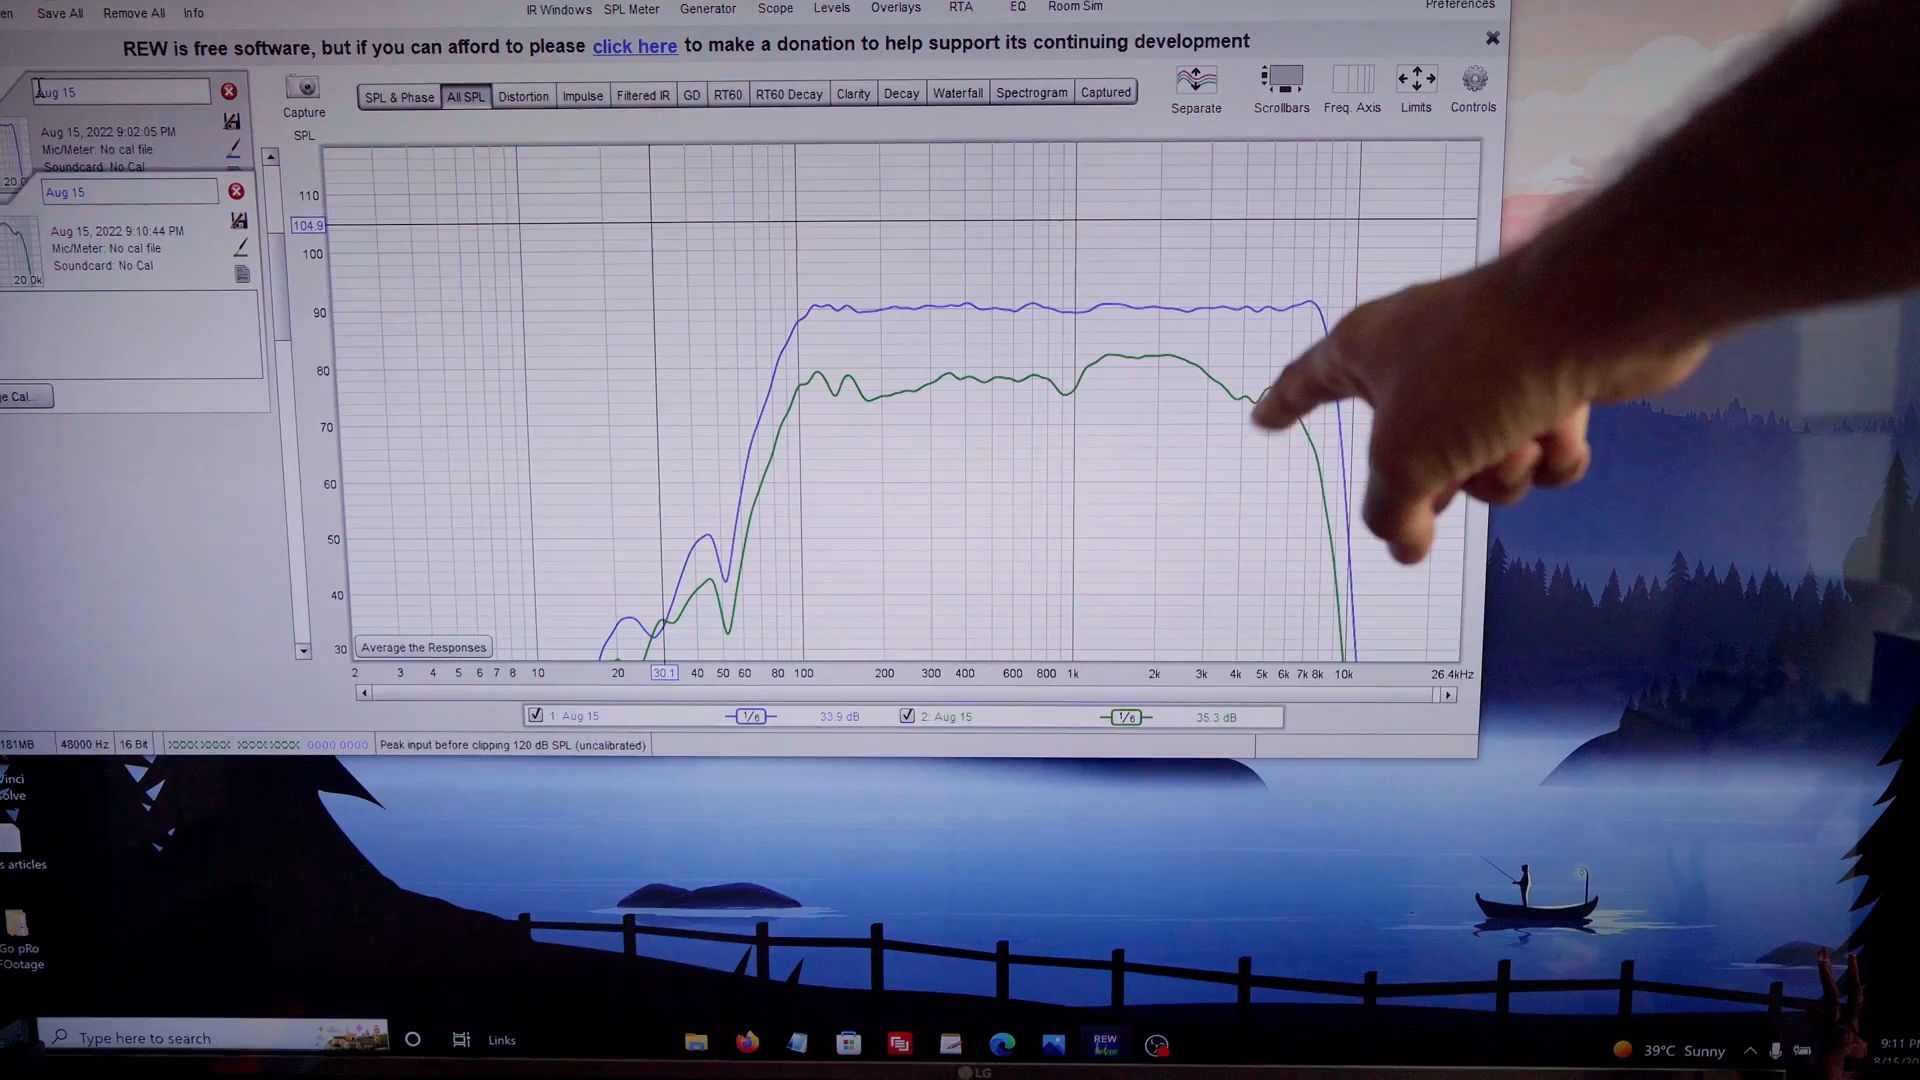 Save All Remove All Info
IR Windows SPL Meter Generator Scope Levels Overlays RTA EQ Room Sim
Preferences
REW is free software, but if you can afford to please click here to make a donation to help support its continuing development
Aug 15
Aug 15, 2022 9:02:05 PM
Mic/Meter: No cal file
Soundcard: No Cal
Aug 15
Aug 15, 2022 9:10:44 PM
Mic/Meter: No cal file
Soundcard: No Cal
20.0k
Capture
SPL & Phase All SPL Distortion Impulse Filtered IR GD RT60 RT60 Decay Clarity Decay Waterfall Spectrogram Captured
Separate Scrollbars Freq. Axis Limits Controls
SPL
110
104.9
100
90
80
70
60
50
40
30
Average the Responses
2 3 4 5 6 7 8 10 20 30.1 40 50 60 80 100 200 300 400 600 800 1k 2k 3k 4k 5k 6k 7k 8k 10k 26.4kHz
1: Aug 15 1/6 33.9 dB 2: Aug 15 1/6 35.3 dB
181MB 48000 Hz 16 Bit 0000 0000 Peak input before clipping 120 dB SPL (uncalibrated)
articles
Go pRo
FOotage
Type here to search
Links
REW
39°C Sunny
9:11 P
LG